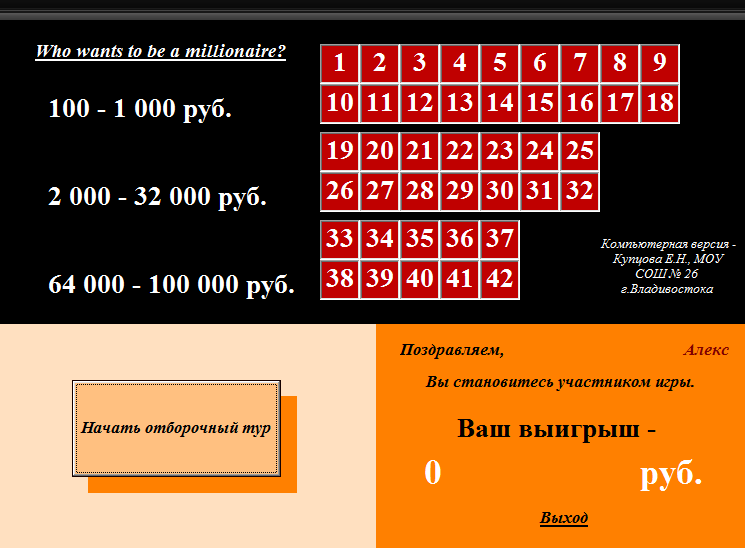 Who wants to be a millionaire?
100 - 1 000 руб.
1 2 3 4 5 6 7 8 9
10 11 12 13 14 15 16 17 18
2 000 - 32 000 руб.
19 20 21 22 23 24 25
26 27 28 29 30 31 32
64 000 - 100 000 руб.
33 34 35 36 37
38 39 40 41 42
Компьютерная версия -
Купцова Е.Н., МОУ
СОШ № 26
г.Владивостока
Начать отборочный тур
Поздравляем, Алекс
Вы становитесь участником игры.
Ваш выигрыш -
0 руб.
Выход